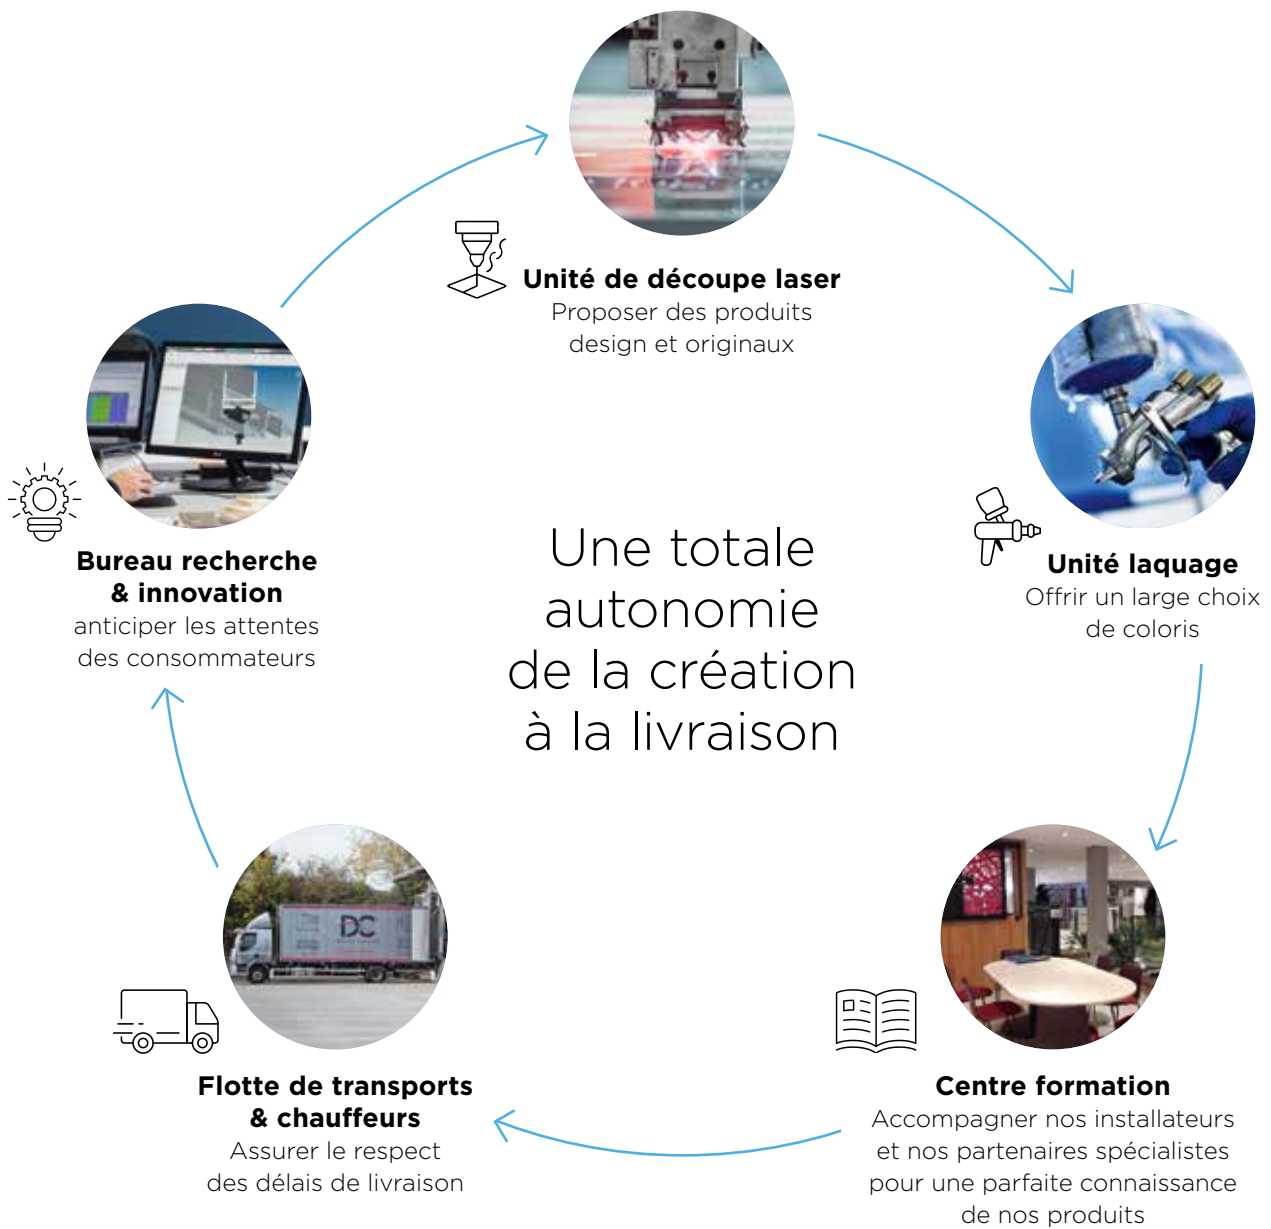 Unité de découpe laser
Proposer des produits
design et originaux
Bureau recherche
& innovation
anticiper les attentes
des consommateurs
Unité laquage
Offrir un large choix
de coloris
Une totale
autonomie
de la création
à la livraison
DC
Flotte de transports
& chauffeurs
Assurer le respect
des délais de livraison
Centre formation
Accompagner nos installateurs
et nos partenaires spécialistes
pour une parfaite connaissance
de nos produits